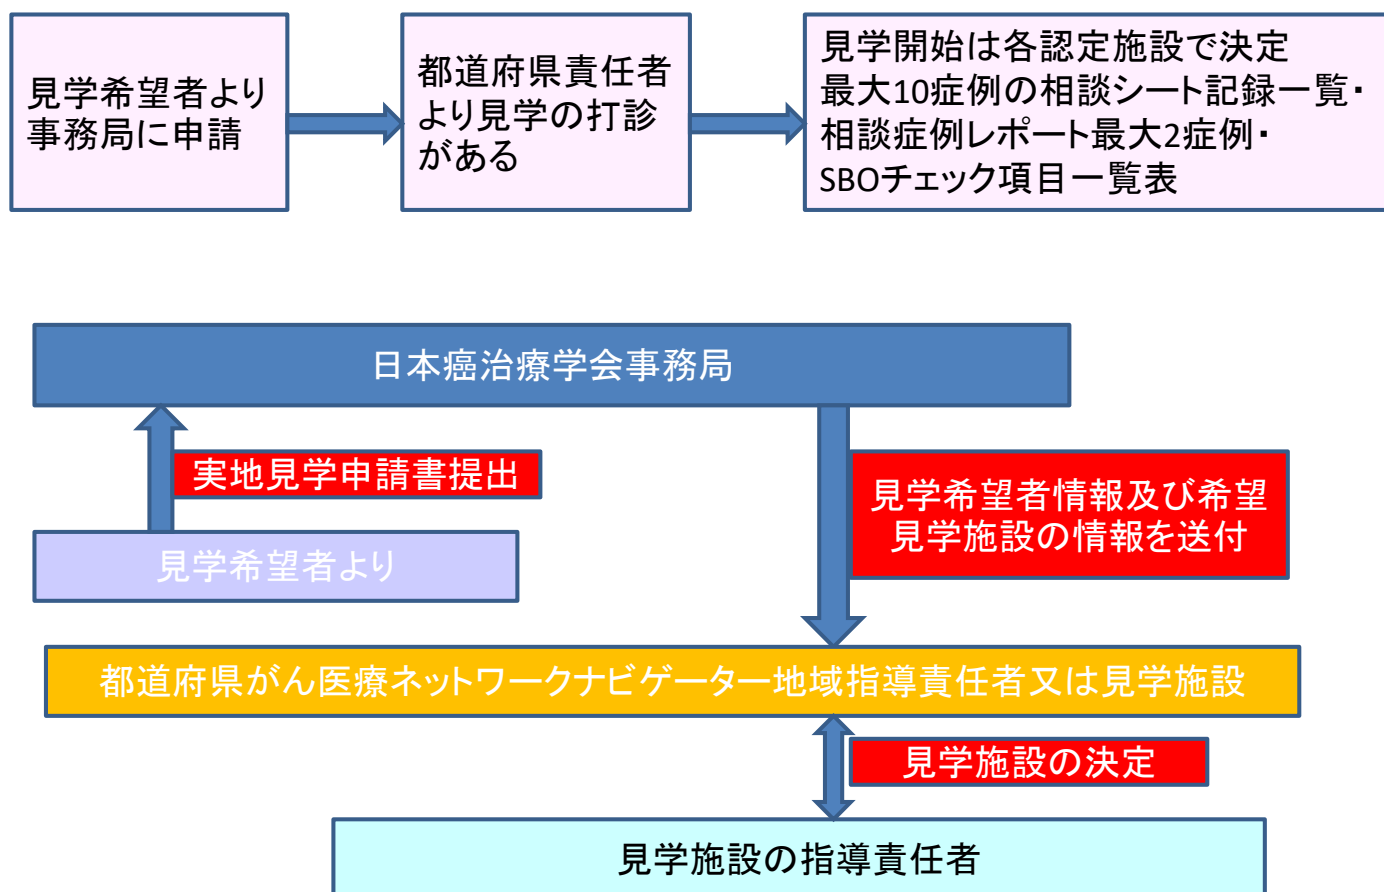 見学希望者より
事務局に申請
都道府県責任者
より見学の打診
がある
見学開始は各認定施設で決定
最大10症例の相談シート記録一覧・
相談症例レポート最大2症例・
SBOチェック項目一覧表
日本癌治療学会事務局
実地見学申請書提出
見学希望者情報及び希望
見学施設の情報を送付
見学希望者より
都道府県がん医療ネットワークナビゲーター地域指導責任者又は見学施設
見学施設の決定
見学施設の指導責任者